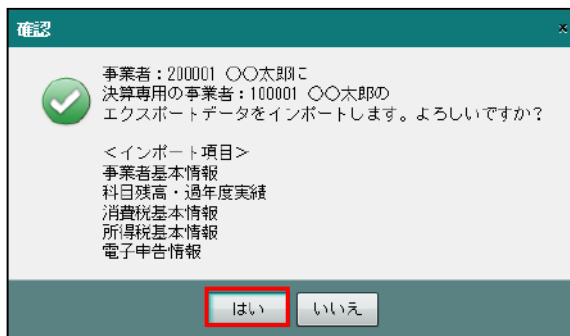 確認
事業者:200001 〇〇太郎に
決算専用の事業者:100001 〇〇太郎の
エクスポートデータをインポートします。よろしいですか?
<インポート項目>
事業者基本情報
科目残高・過年度実績
消費税基本情報
所得税基本情報
電子申告情報
はい
いいえ